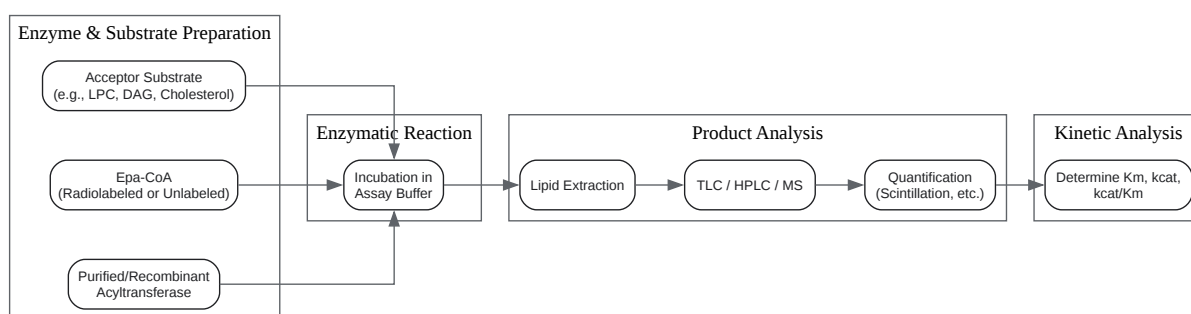 Enzyme & Substrate Preparation
Acceptor Substrate
(e.g., LPC, DAG, Cholesterol)
Epa-CoA
(Radiolabeled or Unlabeled)
Purified/Recombinant
Acyltransferase
Enzymatic Reaction
Incubation in
Assay Buffer
Product Analysis
Lipid Extraction
TLC / HPLC / MS
Quantification
(Scintillation, etc.)
Kinetic Analysis
Determine Km, kcat,
kcat/Km